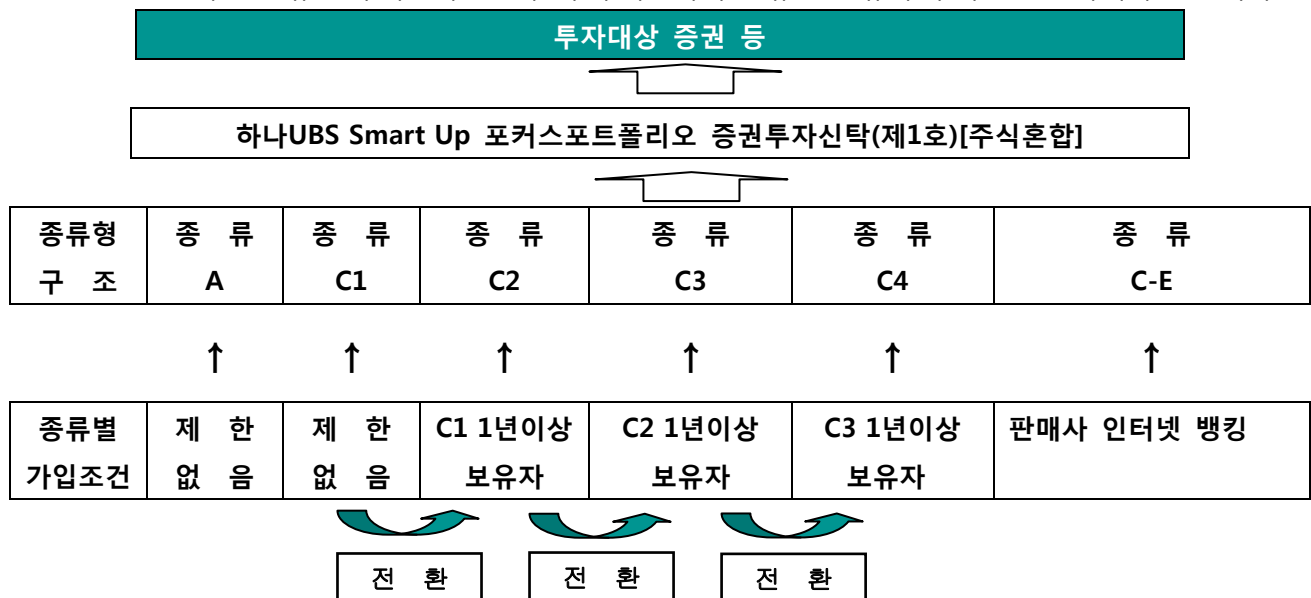 투자대상 증권 등
하나UBS Smart Up 포커스포트폴리오 증권투자신탁(제1호)[주식혼합]
종류형 종 류 종 류 종 류 종 류 종 류 종 류
구 조 A C1 C2 C3 C4 C-E
↑ ↑ ↑ ↑ ↑ ↑
종류별 제 한 제 한 C1 1년이상 C2 1년이상 C3 1년이상 판매사 인터넷 뱅킹
가입조건 없 음 없 음 보유자 보유자 보유자
전 환 전 환 전 환